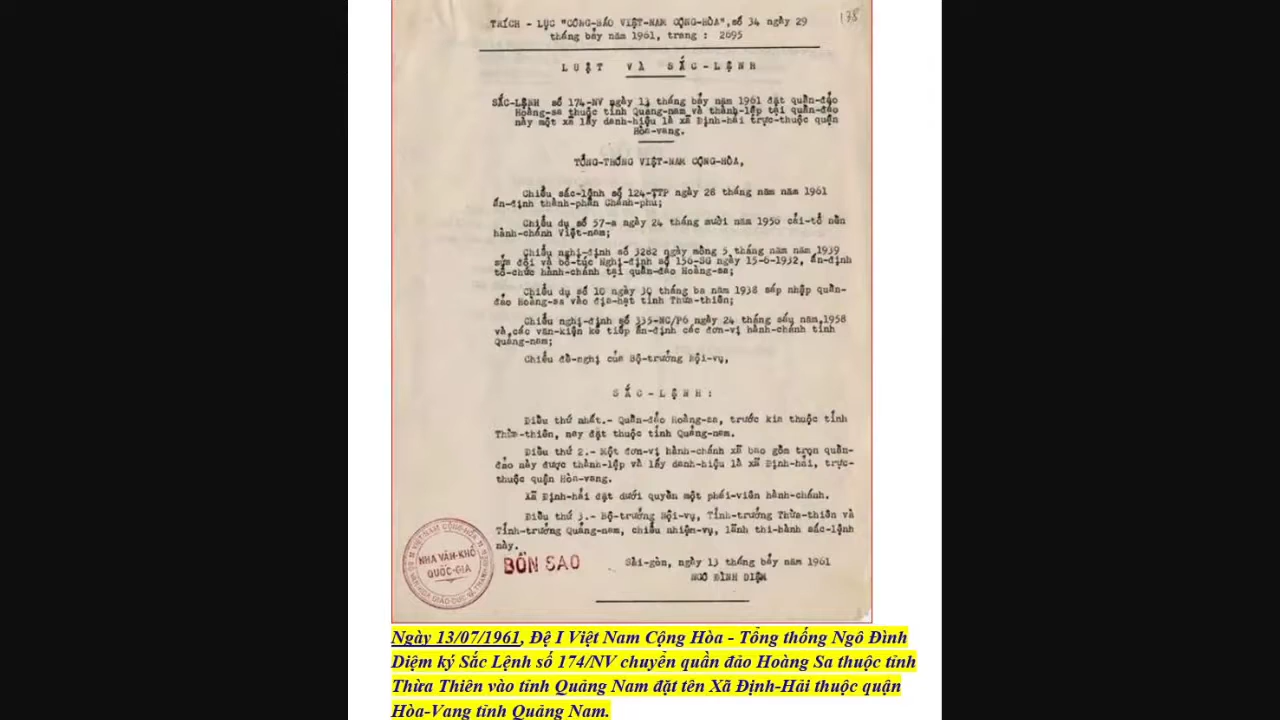 TRÍCH - LỤC "CÔNG-BÁO VIỆT-NAM CỘNG-HÒA", số 34 ngày 29
tháng bảy năm 1961, trang : 2695
138
LUẬT VÀ SẮC-LỆNH
SẮC-LỆNH số 174-NV ngày 13 tháng bảy năm 1961 đặt quần-đảo
Hoàng-sa thuộc tỉnh Quảng-nam và thành-lập tại quần-đảo
này một xã lấy danh-hiệu là xã Định-hải trực-thuộc quận
Hòa-vang.
TỔNG-THỐNG VIỆT-NAM CỘNG-HÒA,
Chiếu sắc-lệnh số 124-TTP ngày 28 tháng năm năm 1961
ấn-định thành-phần Chánh-phủ;
Chiếu dụ số 57-a ngày 24 tháng mười năm 1956 cải-tổ nền
hành-chánh Việt-nam;
Chiếu nghị-định số 3282 ngày mồng 5 tháng năm năm 1939
sửa đổi và bổ-túc Nghị-định số 156-SG ngày 15-6-1932, ấn-định
tổ-chức hành-chánh tại quần-đảo Hoàng-sa;
Chiếu dụ số 10 ngày 30 tháng ba năm 1938 sáp nhập quần-
đảo Hoàng-sa vào địa-hạt tỉnh Thừa-thiên;
Chiếu nghị-định số 335-NC/P6 ngày 24 tháng sáu năm 1958
và các văn-kiện kế tiếp ấn-định các đơn-vị hành-chánh tỉnh
Quảng-nam;
Chiếu đề-nghị của Bộ-trưởng Nội-vụ,
SẮC-LỆNH :
Điều thứ nhất.- Quần-đảo Hoàng-sa, trước kia thuộc tỉnh
Thừa-thiên, nay đặt thuộc tỉnh Quảng-nam.
Điều thứ 2.- Một đơn-vị hành-chánh xã bao gồm trọn quần-
đảo này được thành-lập và lấy danh-hiệu là xã Định-hải, trực-
thuộc quận Hòa-vang.
Xã Định-hải đặt dưới quyền một phái-viên hành-chánh.
Điều thứ 3.- Bộ-trưởng Nội-vụ, Tỉnh-trưởng Thừa-thiên và
Tỉnh-trưởng Quảng-nam, chiếu nhiệm-vụ, lãnh thi-hành sắc-lệnh
này.
Sài-gòn, ngày 13 tháng bảy năm 1961
NGÔ ĐÌNH DIỆM
VIỆT-NAM CỘNG-HÒA
NHA VĂN-KHỐ
QUỐC-GIA
BỔN SAO
Ngày 13/07/1961, Đệ I Việt Nam Cộng Hòa - Tổng thống Ngô Đình
Diệm ký Sắc Lệnh số 174/NV chuyển quần đảo Hoàng Sa thuộc tỉnh
Thừa Thiên vào tỉnh Quảng Nam đặt tên Xã Định-Hải thuộc quận
Hòa-Vang tỉnh Quảng Nam.